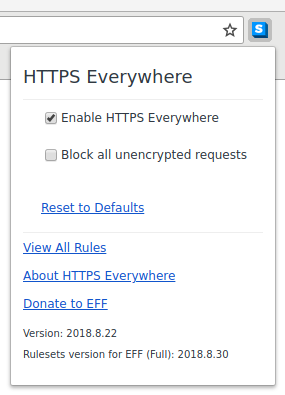 S
HTTPS Everywhere
Enable HTTPS Everywhere
Block all unencrypted requests
Reset to Defaults
View All Rules
About HTTPS Everywhere
Donate to EFF
Version: 2018.8.22
Rulesets version for EFF (Full): 2018.8.30